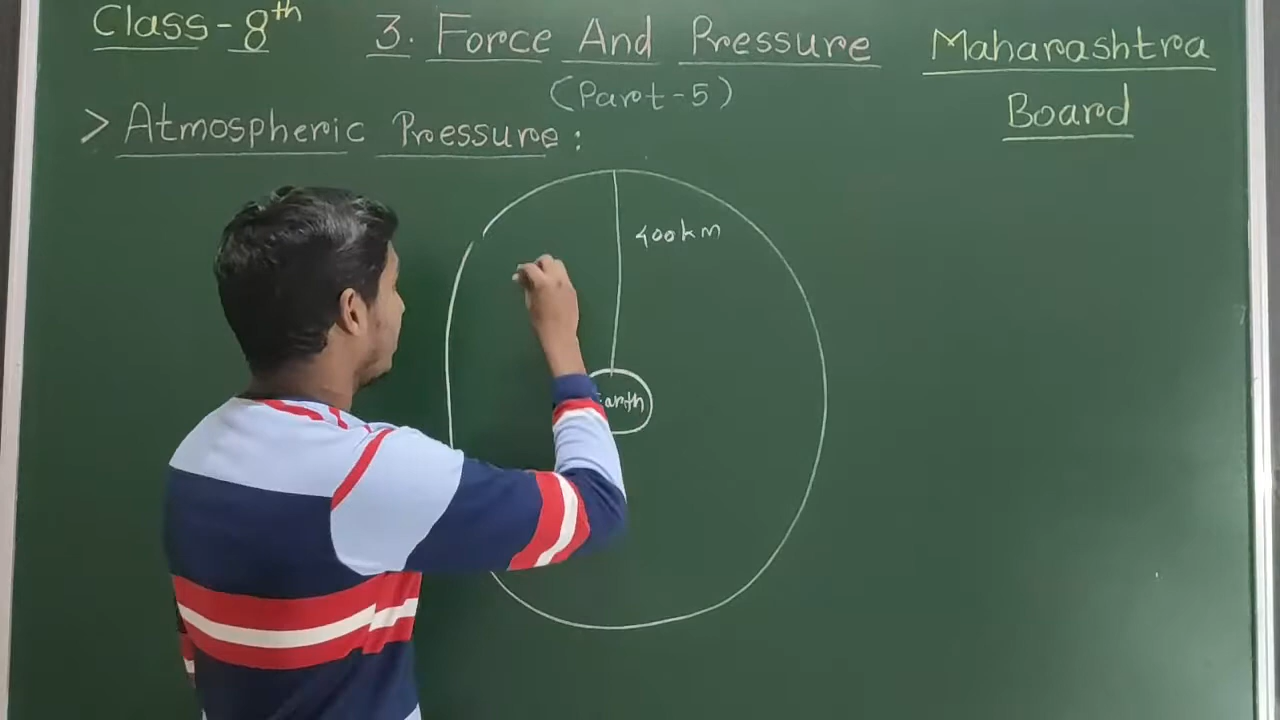 Class-8th
3. Force And Pressure
Maharashtra
(Part-5)
Board
> Atmospheric Pressure:
400km
Earth